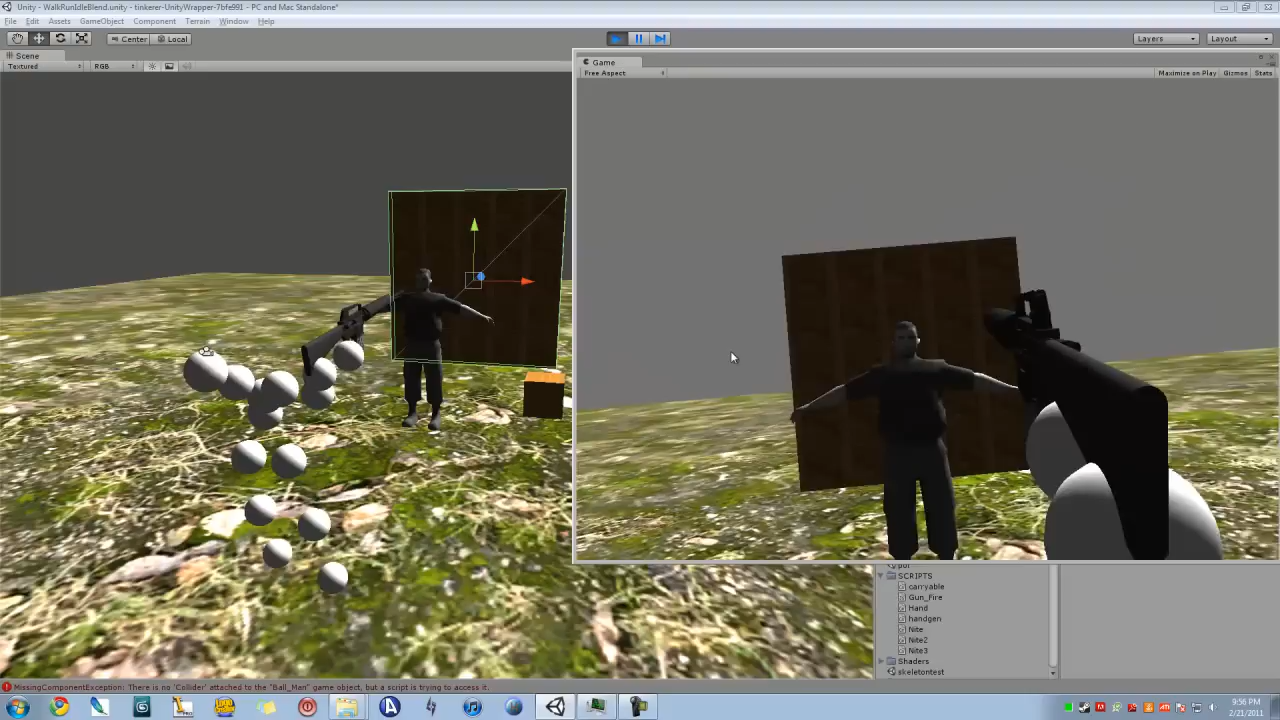 Unity - WalkRunIdleBlend.unity - tinkerer-UnityWrapper-7bfe991 - PC and Mac Standalone*
File Edit Assets GameObject Component Terrain Window Help
Center Local Layers Layout
Scene
Textured RGB
Game
Free Aspect Maximize on Play Gizmos Stats
SCRIPTS
carryable
Gun_Fire
Hand
handgen
Nite
Nite2
Nite3
Shaders
skeletontest
MissingComponentException: There is no 'Collider' attached to the "Ball_Man" game object, but a script is trying to access it.
9:56 PM
2/21/2011